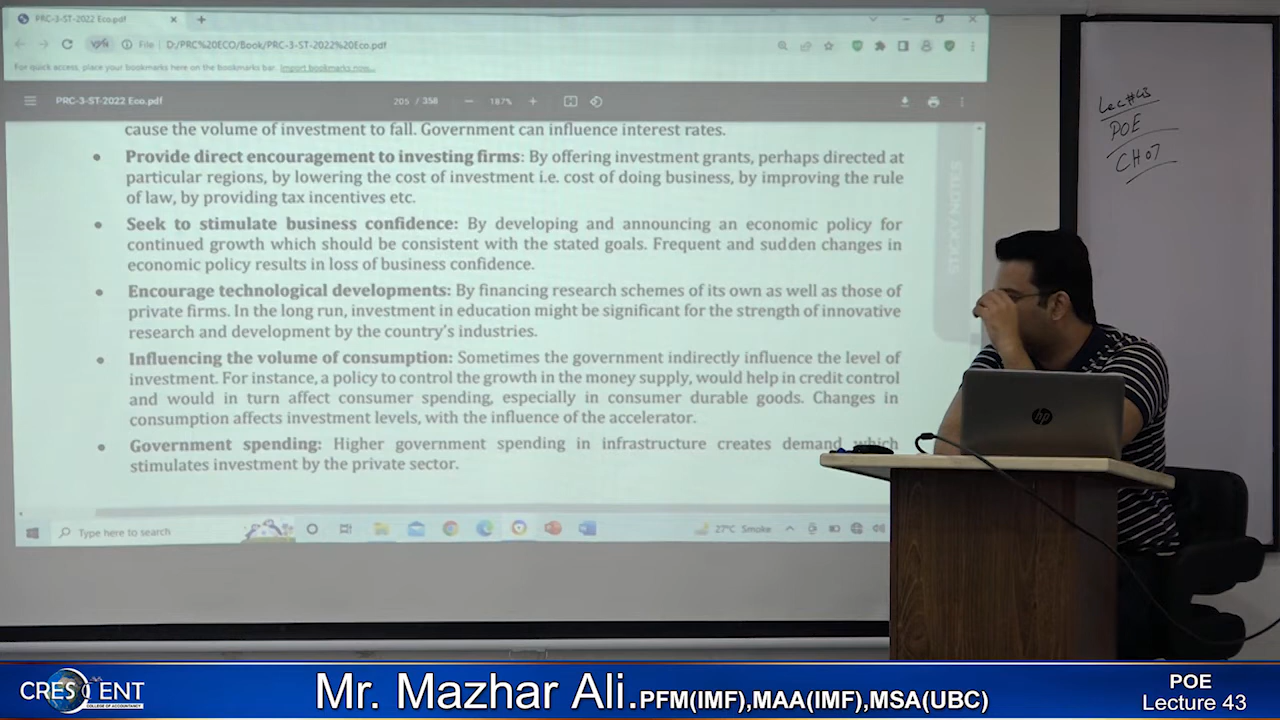 PRC-3-ST-2022 Eco.pdf
File D:/PRC%20ECO/Book/PRC-3-ST-2022%20Eco.pdf
For quick access, place your bookmarks here on the bookmarks bar. Import bookmarks now...
PRC-3-ST-2022 Eco.pdf 205 / 358 187%
cause the volume of investment to fall. Government can influence interest rates.
• Provide direct encouragement to investing firms: By offering investment grants, perhaps directed at
particular regions, by lowering the cost of investment i.e. cost of doing business, by improving the rule
of law, by providing tax incentives etc.
• Seek to stimulate business confidence: By developing and announcing an economic policy for
continued growth which should be consistent with the stated goals. Frequent and sudden changes in
economic policy results in loss of business confidence.
• Encourage technological developments: By financing research schemes of its own as well as those of
private firms. In the long run, investment in education might be significant for the strength of innovative
research and development by the country's industries.
• Influencing the volume of consumption: Sometimes the government indirectly influence the level of
investment. For instance, a policy to control the growth in the money supply, would help in credit control
and would in turn affect consumer spending, especially in consumer durable goods. Changes in
consumption affects investment levels, with the influence of the accelerator.
• Government spending: Higher government spending in infrastructure creates demand which
stimulates investment by the private sector.
STICKY NOTES
Type here to search
27°C Smoke
Lec#43
POE
CH07
hp
CRESCENT
COLLEGE OF ACCOUNTANCY
Mr. Mazhar Ali.PFM(IMF),MAA(IMF),MSA(UBC)
POE
Lecture 43